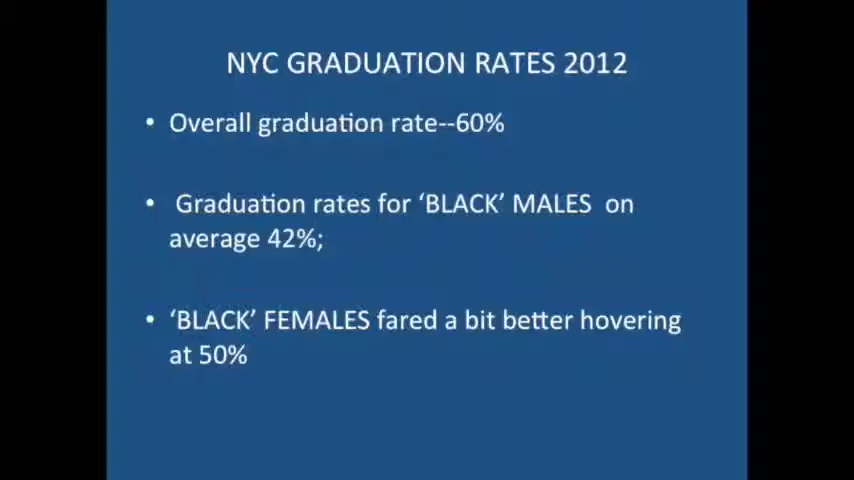 NYC GRADUATION RATES 2012
• Overall graduation rate--60%
• Graduation rates for ‘BLACK’ MALES on
average 42%;
• ‘BLACK’ FEMALES fared a bit better hovering
at 50%